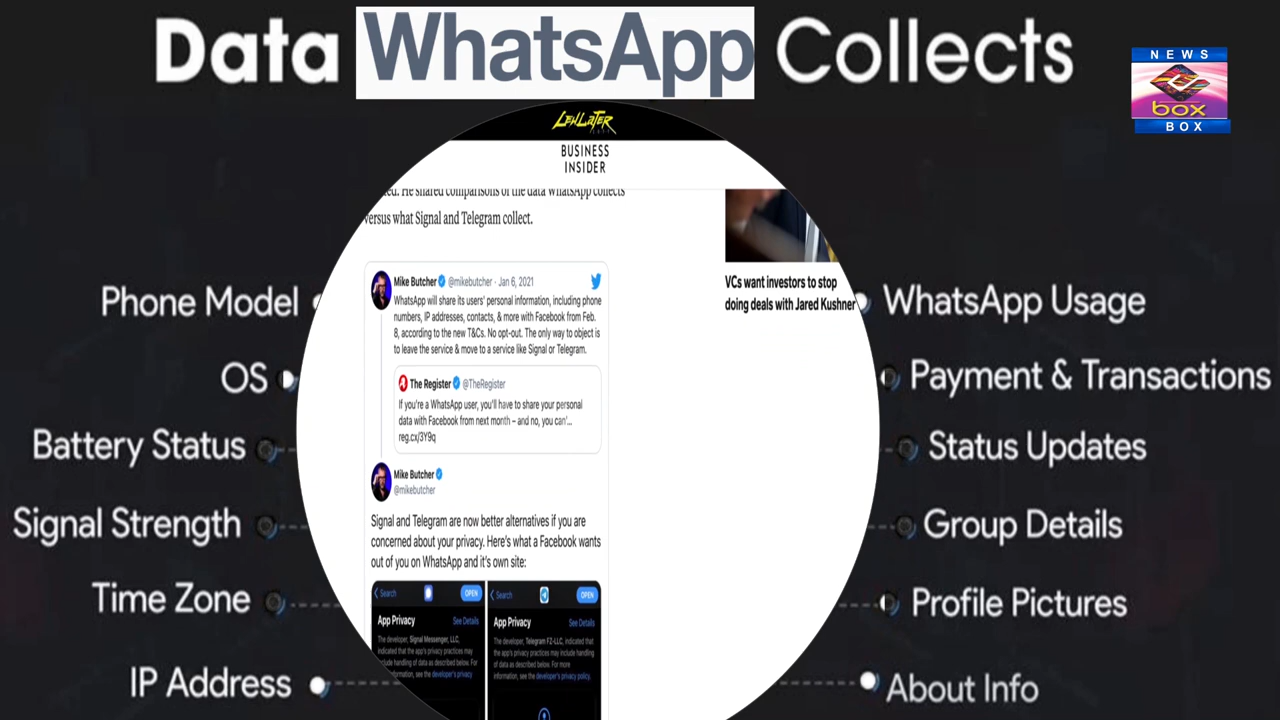 Data WhatsApp Collects
NEWS
box
BOX
LEWLATER
BUSINESS
INSIDER
He shared comparisons of the data WhatsApp collects
versus what Signal and Telegram collect.
Mike Butcher @mikebutcher · Jan 6, 2021
WhatsApp will share its users' personal information, including phone
numbers, IP addresses, contacts, & more with Facebook from Feb.
8, according to the new T&Cs. No opt-out. The only way to object is
to leave the service & move to a service like Signal or Telegram.
The Register @TheRegister
If you're a WhatsApp user, you'll have to share your personal
data with Facebook from next month – and no, you can'...
reg.cx/3Y9q
Mike Butcher
@mikebutcher
Signal and Telegram are now better alternatives if you are
concerned about your privacy. Here's what a Facebook wants
out of you on WhatsApp and it's own site:
Search OPEN
App Privacy See Details
The developer, Signal Messenger, LLC,
indicated that the app's privacy practices may
include handling of data as described below. For
information, see the developer's privacy
Search OPEN
App Privacy See Details
The developer, Telegram FZ-LLC, indicated that
the app's privacy practices may include handling
of data as described below. For more
information, see the developer's privacy policy.
VCs want investors to stop
doing deals with Jared Kushner
Phone Model
OS
Battery Status
Signal Strength
Time Zone
IP Address
WhatsApp Usage
Payment & Transactions
Status Updates
Group Details
Profile Pictures
About Info